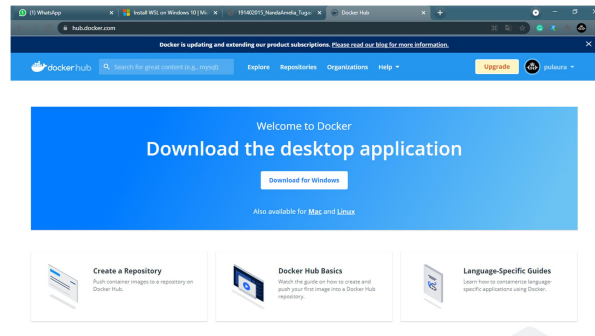 (1) WhatsApp
Install WSL on Windows 10 | Mi
191402015_NandaAmelia_Tugas
Docker Hub
hub.docker.com
Docker is updating and extending our product subscriptions. Please read our blog for more information.
dockerhub
Search for great content (e.g., mysql)
Explore
Repositories
Organizations
Help
Upgrade
pulaura
Welcome to Docker
Download the desktop application
Download for Windows
Also available for Mac and Linux
Create a Repository
Push container images to a repository on
Docker Hub.
Docker Hub Basics
Watch the guide on how to create and
push your first image into a Docker Hub
repository.
Language-Specific Guides
Learn how to containerize language-
specific applications using Docker.